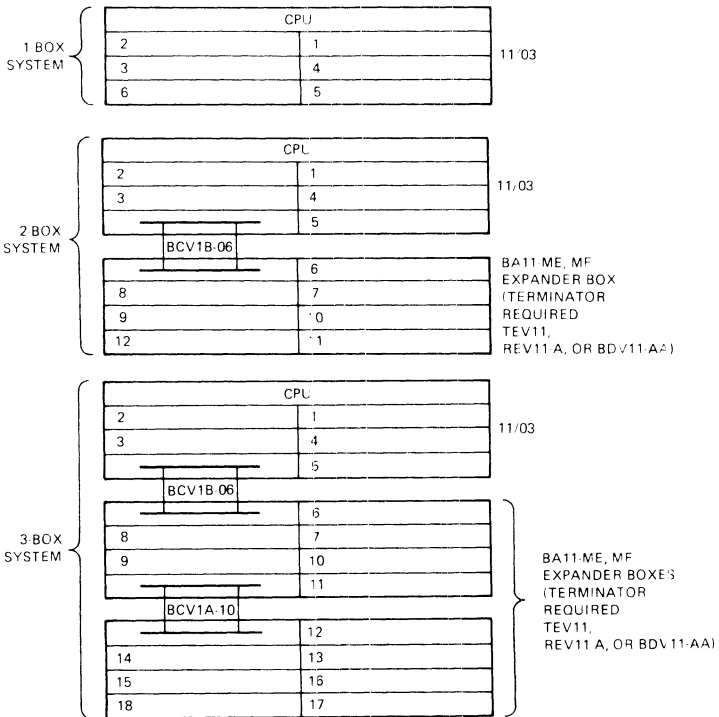 CPU
1-BOX
SYSTEM
2 1
3 4
6 5
11/03
CPU
2 1
3 4
5
11/03
2-BOX
SYSTEM
BCV1B-06
6
8 7
9 10
12 11
BA11-ME, MF
EXPANDER BOX
(TERMINATOR
REQUIRED
TEV11,
REV11-A, OR BDV11-AA)
CPU
2 1
3 4
5
11/03
BCV1B-06
3-BOX
SYSTEM
6
8 7
9 10
11
BCV1A-10
12
14 13
15 16
18 17
BA11-ME, MF
EXPANDER BOXES
(TERMINATOR
REQUIRED
TEV11,
REV11-A, OR BDV11-AA)